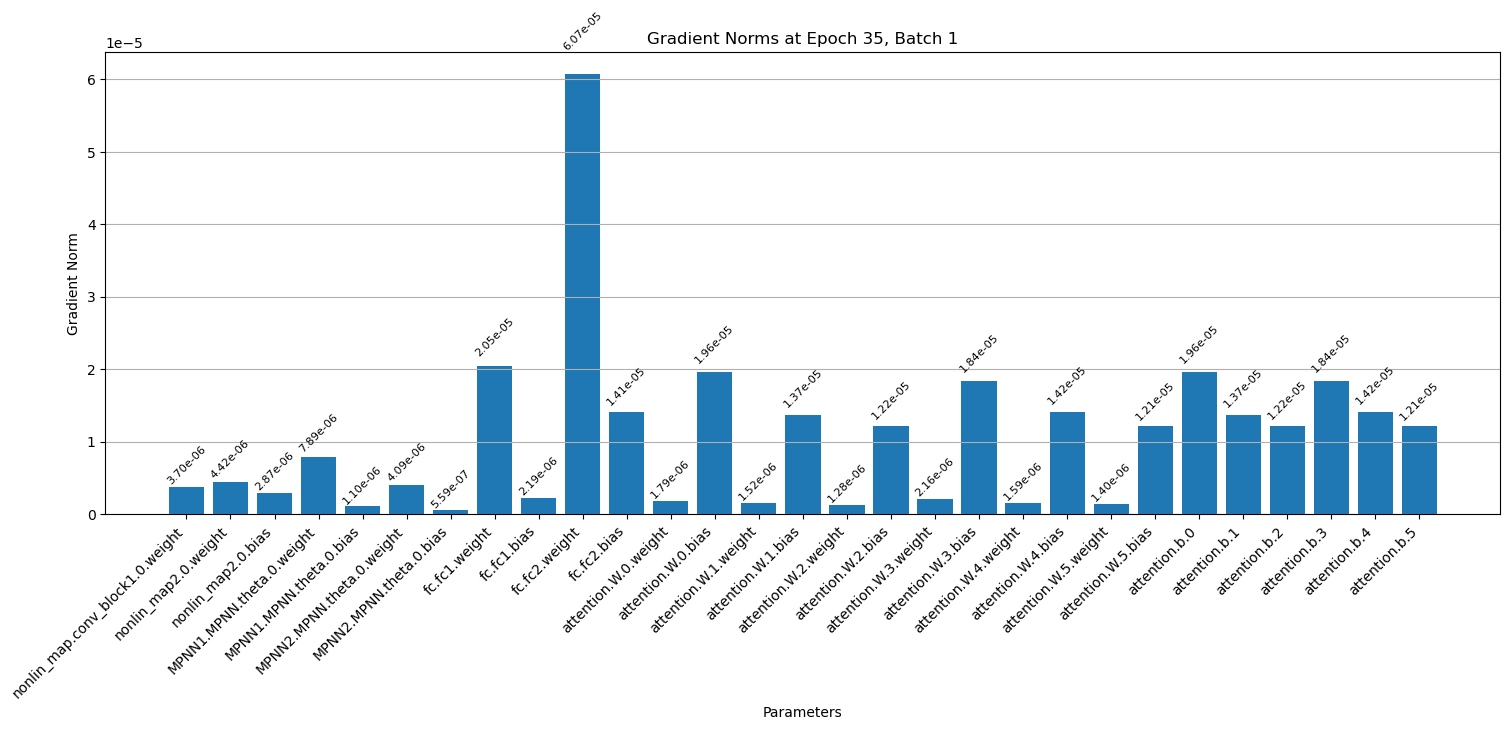 Gradient Norms at Epoch 35, Batch 1
1e−5
Gradient Norm
6
5
4
3
2
1
0
3.70e-06
4.42e-06
2.87e-06
7.89e-06
1.10e-06
4.09e-06
5.59e-07
2.05e-05
2.19e-06
6.07e-05
1.41e-05
1.79e-06
1.96e-05
1.52e-06
1.37e-05
1.28e-06
1.22e-05
2.16e-06
1.84e-05
1.59e-06
1.42e-05
1.40e-06
1.21e-05
1.96e-05
1.37e-05
1.22e-05
1.84e-05
1.42e-05
1.21e-05
nonlin_map.conv_block1.0.weight
nonlin_map2.0.weight
nonlin_map2.0.bias
MPNN1.MPNN.theta.0.weight
MPNN1.MPNN.theta.0.bias
MPNN2.MPNN.theta.0.weight
MPNN2.MPNN.theta.0.bias
fc.fc1.weight
fc.fc1.bias
fc.fc2.weight
fc.fc2.bias
attention.W.0.weight
attention.W.0.bias
attention.W.1.weight
attention.W.1.bias
attention.W.2.weight
attention.W.2.bias
attention.W.3.weight
attention.W.3.bias
attention.W.4.weight
attention.W.4.bias
attention.W.5.weight
attention.W.5.bias
attention.b.0
attention.b.1
attention.b.2
attention.b.3
attention.b.4
attention.b.5
Parameters